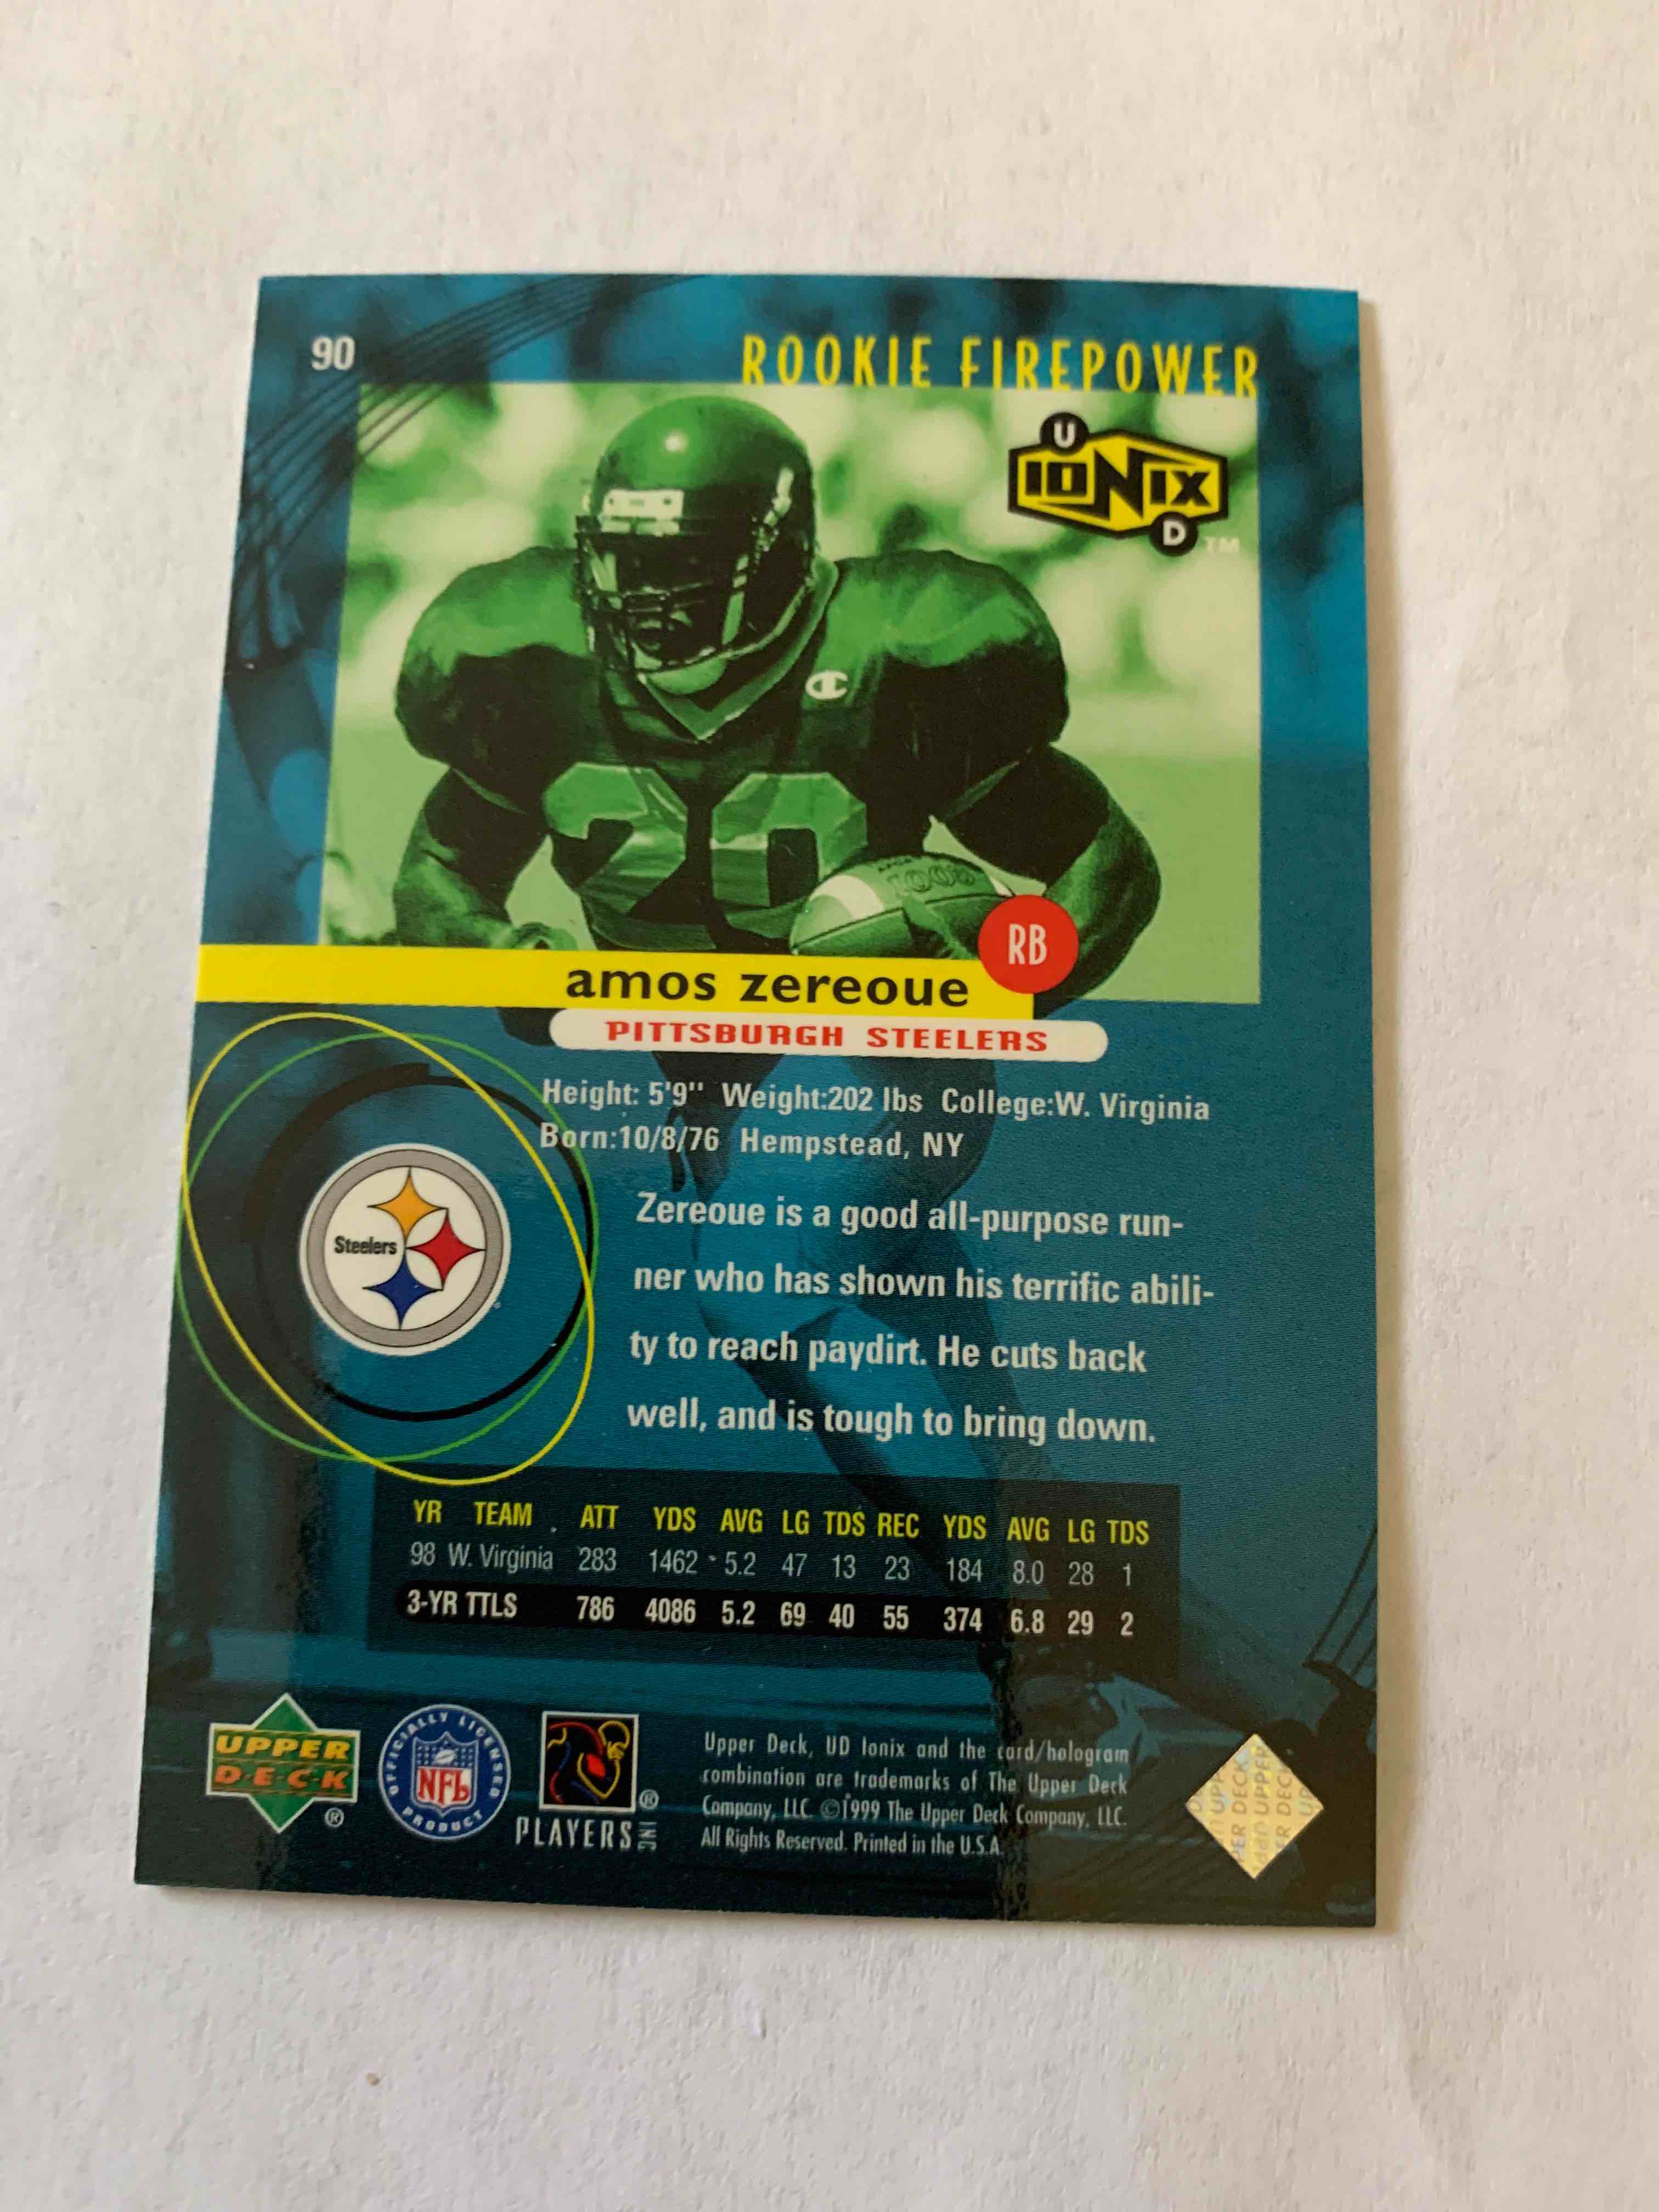 90
ROOKIE FIREPOWER
U
IONIX
D TM
20
RB
amos zereoue
PITTSBURGH STEELERS
Height: 5'9" Weight:202 lbs College:W. Virginia
Born:10/8/76 Hempstead, NY
Steelers
Zereoue is a good all-purpose run-
ner who has shown his terrific abili-
ty to reach paydirt. He cuts back
well, and is tough to bring down.
YR TEAM ATT YDS AVG LG TDS REC YDS AVG LG TDS
98 W. Virginia 283 1462 5.2 47 13 23 184 8.0 28 1
3-YR TTLS 786 4086 5.2 69 40 55 374 6.8 29 2
UPPER
D·E·C·K
®
OFFICIALLY LICENSED
NFL
PRODUCT
®
PLAYERS INC
Upper Deck, UD Ionix and the card/hologram
combination are trademarks of The Upper Deck
Company, LLC. ©1999 The Upper Deck Company, LLC.
All Rights Reserved. Printed in the U.S.A.
UPPER DECK